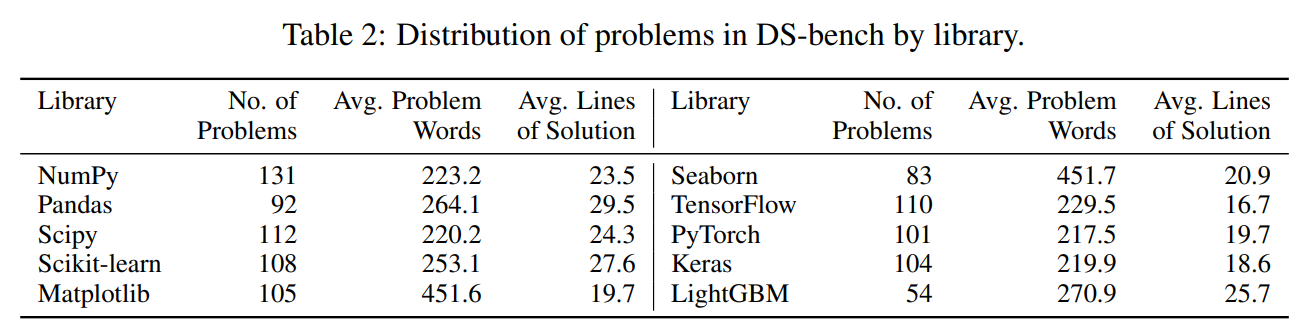 Table 2: Distribution of problems in DS-bench by library.
Library No. of Avg. Problem Avg. Lines Library No. of Avg. Problem Avg. Lines
Problems Words of Solution Problems Words of Solution
NumPy 131 223.2 23.5 Seaborn 83 451.7 20.9
Pandas 92 264.1 29.5 TensorFlow 110 229.5 16.7
Scipy 112 220.2 24.3 PyTorch 101 217.5 19.7
Scikit-learn 108 253.1 27.6 Keras 104 219.9 18.6
Matplotlib 105 451.6 19.7 LightGBM 54 270.9 25.7